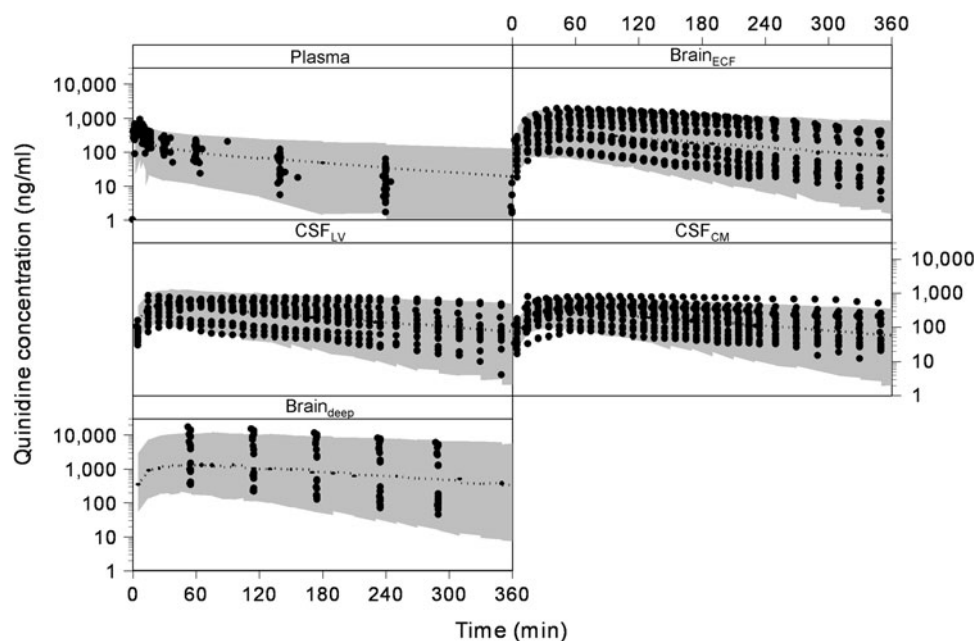 0 60 120 180 240 300 360
Plasma BrainECF
10,000
1,000
100
10
1
CSFLV CSFCM
10,000
1,000
100
10
1
Braindeep
10,000
1,000
100
10
1
0 60 120 180 240 300 360
Time (min)
Quinidine concentration (ng/ml)